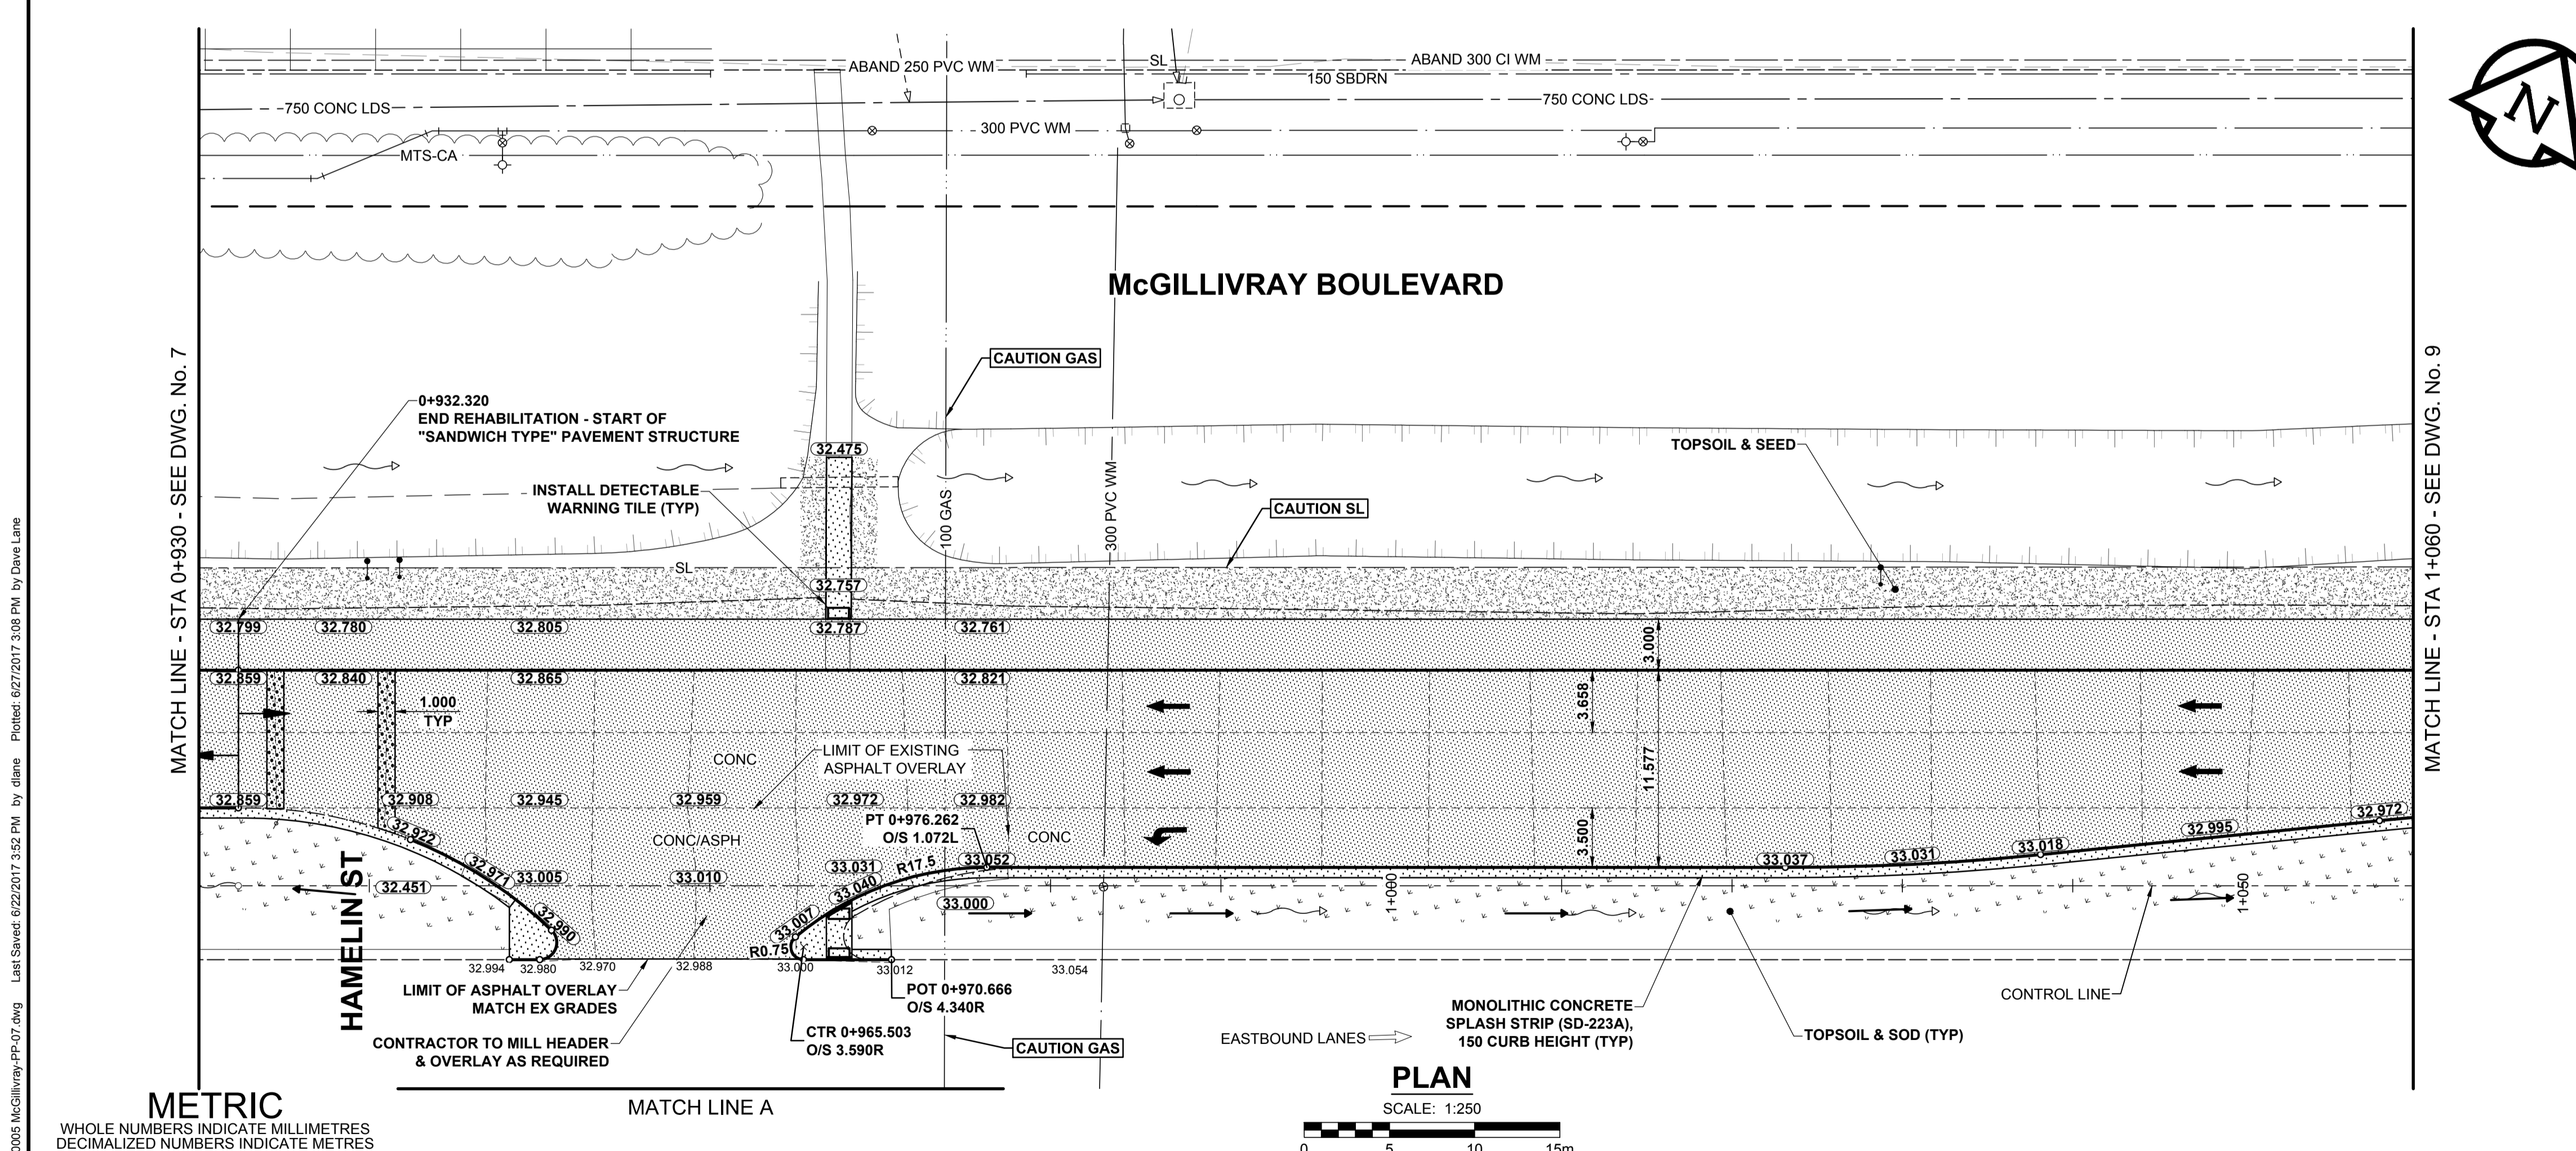 ABAND 250 PVC WM
SL
ABAND 300 CI WM
150 SBDRN
750 CONC LDS
750 CONC LDS
300 PVC WM
MTS-CA
N
McGILLIVRAY BOULEVARD
MATCH LINE - STA 0+930 - SEE DWG. No. 7
MATCH LINE - STA 1+060 - SEE DWG. No. 9
CAUTION GAS
0+932.320
END REHABILITATION - START OF
"SANDWICH TYPE" PAVEMENT STRUCTURE
32.475
TOPSOIL & SEED
INSTALL DETECTABLE
WARNING TILE (TYP)
100 GAS
300 PVC WM
CAUTION SL
SL
32.757
32.799
32.780
32.805
32.787
32.761
3.000
32.859
32.840
32.865
32.821
1.000
TYP
3.658
11.577
CONC
LIMIT OF EXISTING
ASPHALT OVERLAY
32.859
32.908
32.945
32.959
32.972
32.982
32.972
PT 0+976.262
O/S 1.072L
32.922
CONC/ASPH
CONC
3.500
32.995
33.018
33.031
33.037
32.977
33.031
R17.5
33.052
32.451
33.005
33.010
33.040
33.000
1+000
1+050
HAMELIN ST
32.990
33.007
R0.75
32.994
32.980
32.970
32.988
33.000
33.012
33.054
LIMIT OF ASPHALT OVERLAY
MATCH EX GRADES
POT 0+970.666
O/S 4.340R
CONTROL LINE
MONOLITHIC CONCRETE
SPLASH STRIP (SD-223A),
150 CURB HEIGHT (TYP)
CONTRACTOR TO MILL HEADER
& OVERLAY AS REQUIRED
CTR 0+965.503
O/S 3.590R
CAUTION GAS
EASTBOUND LANES
TOPSOIL & SOD (TYP)
PLAN
SCALE: 1:250
0 5 10 15m
MATCH LINE A
METRIC
WHOLE NUMBERS INDICATE MILLIMETRES
DECIMALIZED NUMBERS INDICATE METRES
0005 McGillivray-PP-07.dwg Last Saved: 6/22/2017 3:52 PM by dlane Plotted: 6/27/2017 3:08 PM by Dave Lane